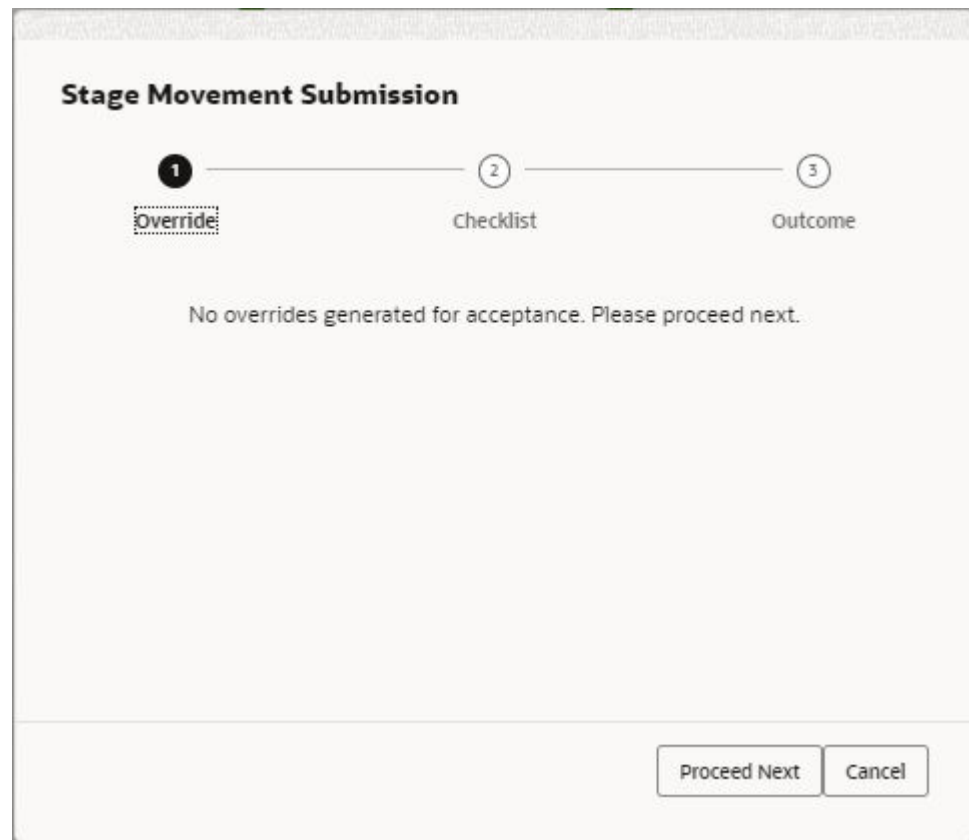 Stage Movement Submission
1 2 3
Override Checklist Outcome
No overrides generated for acceptance. Please proceed next.
Proceed Next Cancel